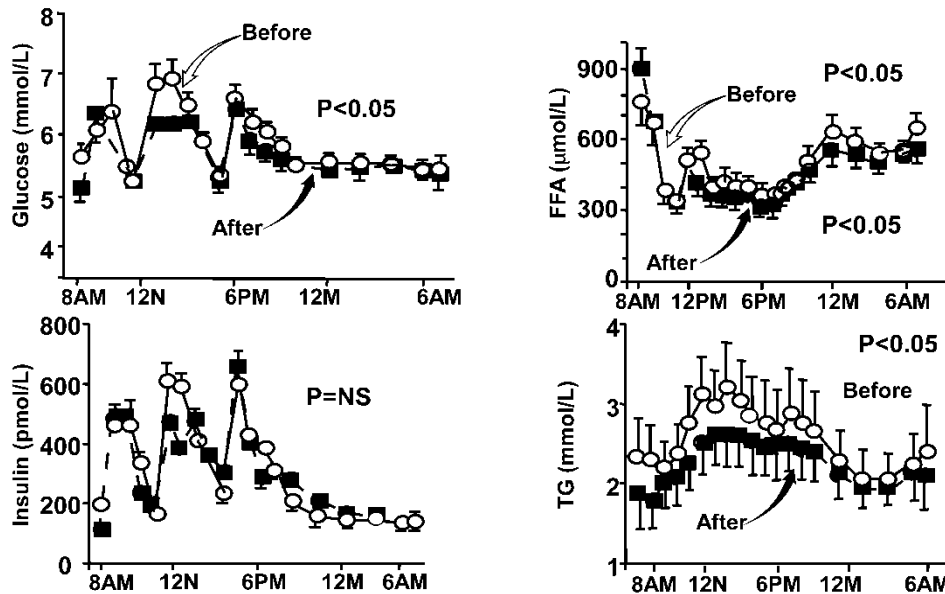 8
7
6
5
4
Glucose (mmol/L)
Before
P<0.05
After
8AM 12N 6PM 12M 6AM
900
600
300
0
FFA (µmol/L)
P<0.05
Before
P<0.05
After
8AM 12PM 6PM 12M 6AM
800
600
400
200
0
Insulin (pmol/L)
P=NS
8AM 12N 6PM 12M 6AM
4
3
2
1
TG (mmol/L)
P<0.05
Before
After
8AM 12N 6PM 12M 6AM